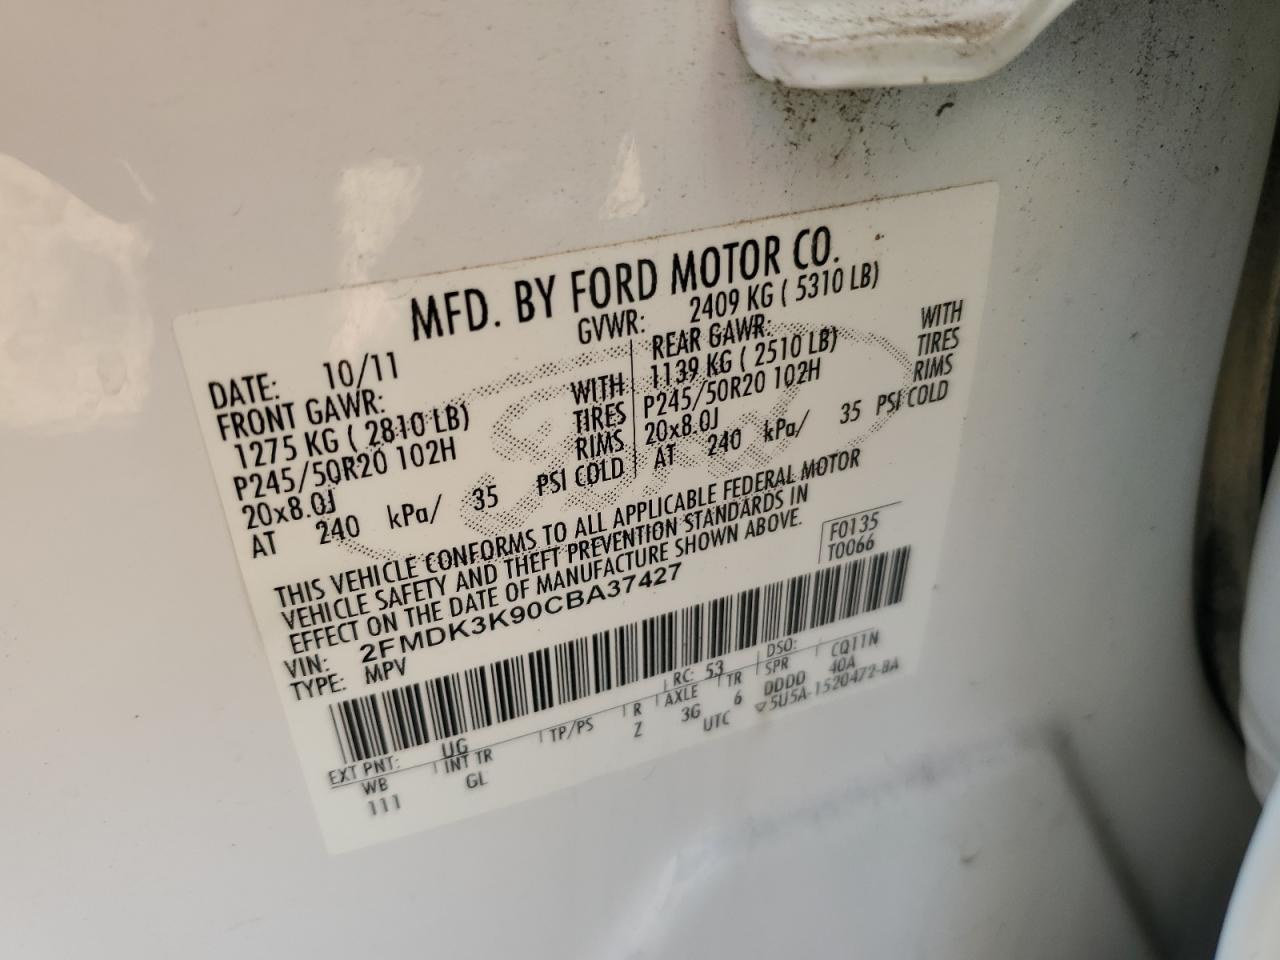 MFD. BY FORD MOTOR CO.
GVWR: 2409 KG ( 5310 LB)
DATE: 10/11
FRONT GAWR:
1275 KG ( 2810 LB) WITH
P245/50R20 102H TIRES
20x8.0J RIMS
AT 240 kPa/ 35 PSI COLD
REAR GAWR: WITH
1139 KG ( 2510 LB) TIRES
P245/50R20 102H RIMS
20x8.0J
AT 240 kPa/ 35 PSI COLD
THIS VEHICLE CONFORMS TO ALL APPLICABLE FEDERAL MOTOR
VEHICLE SAFETY AND THEFT PREVENTION STANDARDS IN
EFFECT ON THE DATE OF MANUFACTURE SHOWN ABOVE.
F0135
T0066
VIN: 2FMDK3K90CBA37427
TYPE: MPV
EXT PNT: UG RC: 53 DSO:
WB INT TR TP/PS R AXLE TR SPR CQ11N
111 GL Z 3G 6 DDDD 40A
UTC 5U5A-1520472-BA